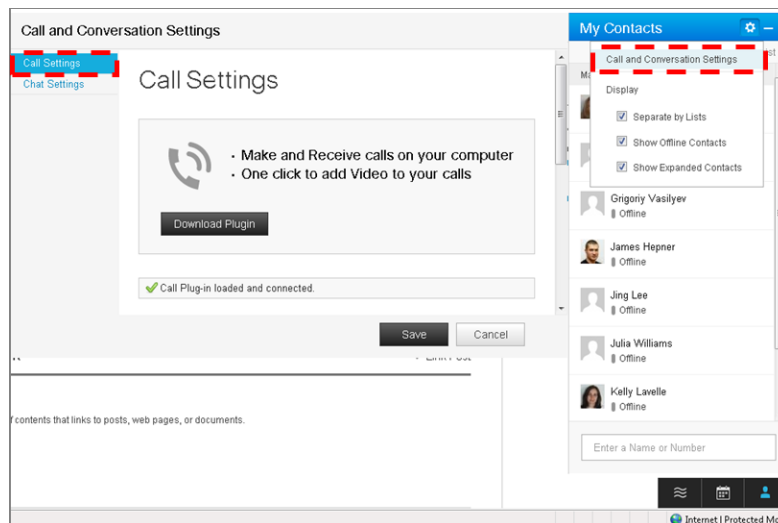 Call and Conversation Settings
Call Settings
Chat Settings
Call Settings
· Make and Receive calls on your computer
· One click to add Video to your calls
Download Plugin
Call Plug-in loaded and connected.
Save
Cancel
Link Post
f contents that links to posts, web pages, or documents.
My Contacts
Call and Conversation Settings
Display
Separate by Lists
Show Offline Contacts
Show Expanded Contacts
Grigoriy Vasilyev
Offline
James Hepner
Offline
Jing Lee
Offline
Julia Williams
Offline
Kelly Lavelle
Offline
Enter a Name or Number
Internet | Protected Mo